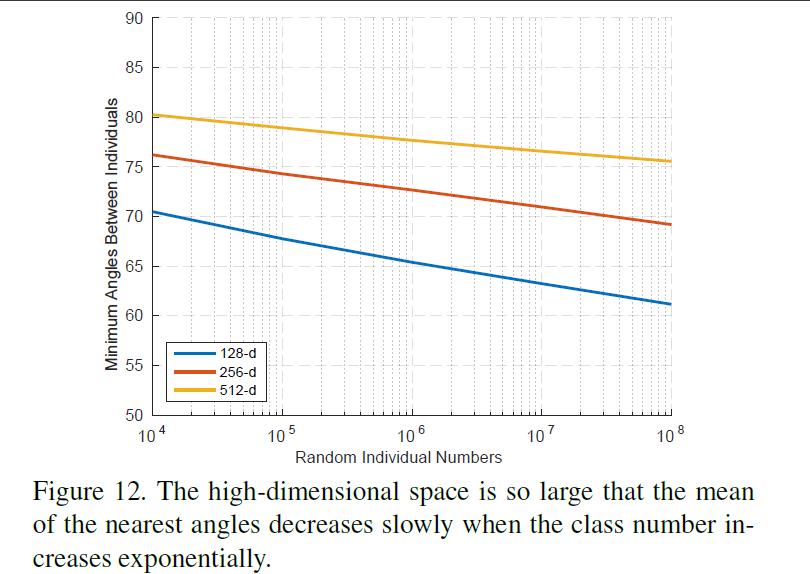 90
85
80
75
70
65
60
55
50
Minimum Angles Between Individuals
128-d
256-d
512-d
10 4
10 5
10 6
10 7
10 8
Random Individual Numbers
Figure 12. The high-dimensional space is so large that the mean
of the nearest angles decreases slowly when the class number in-
creases exponentially.